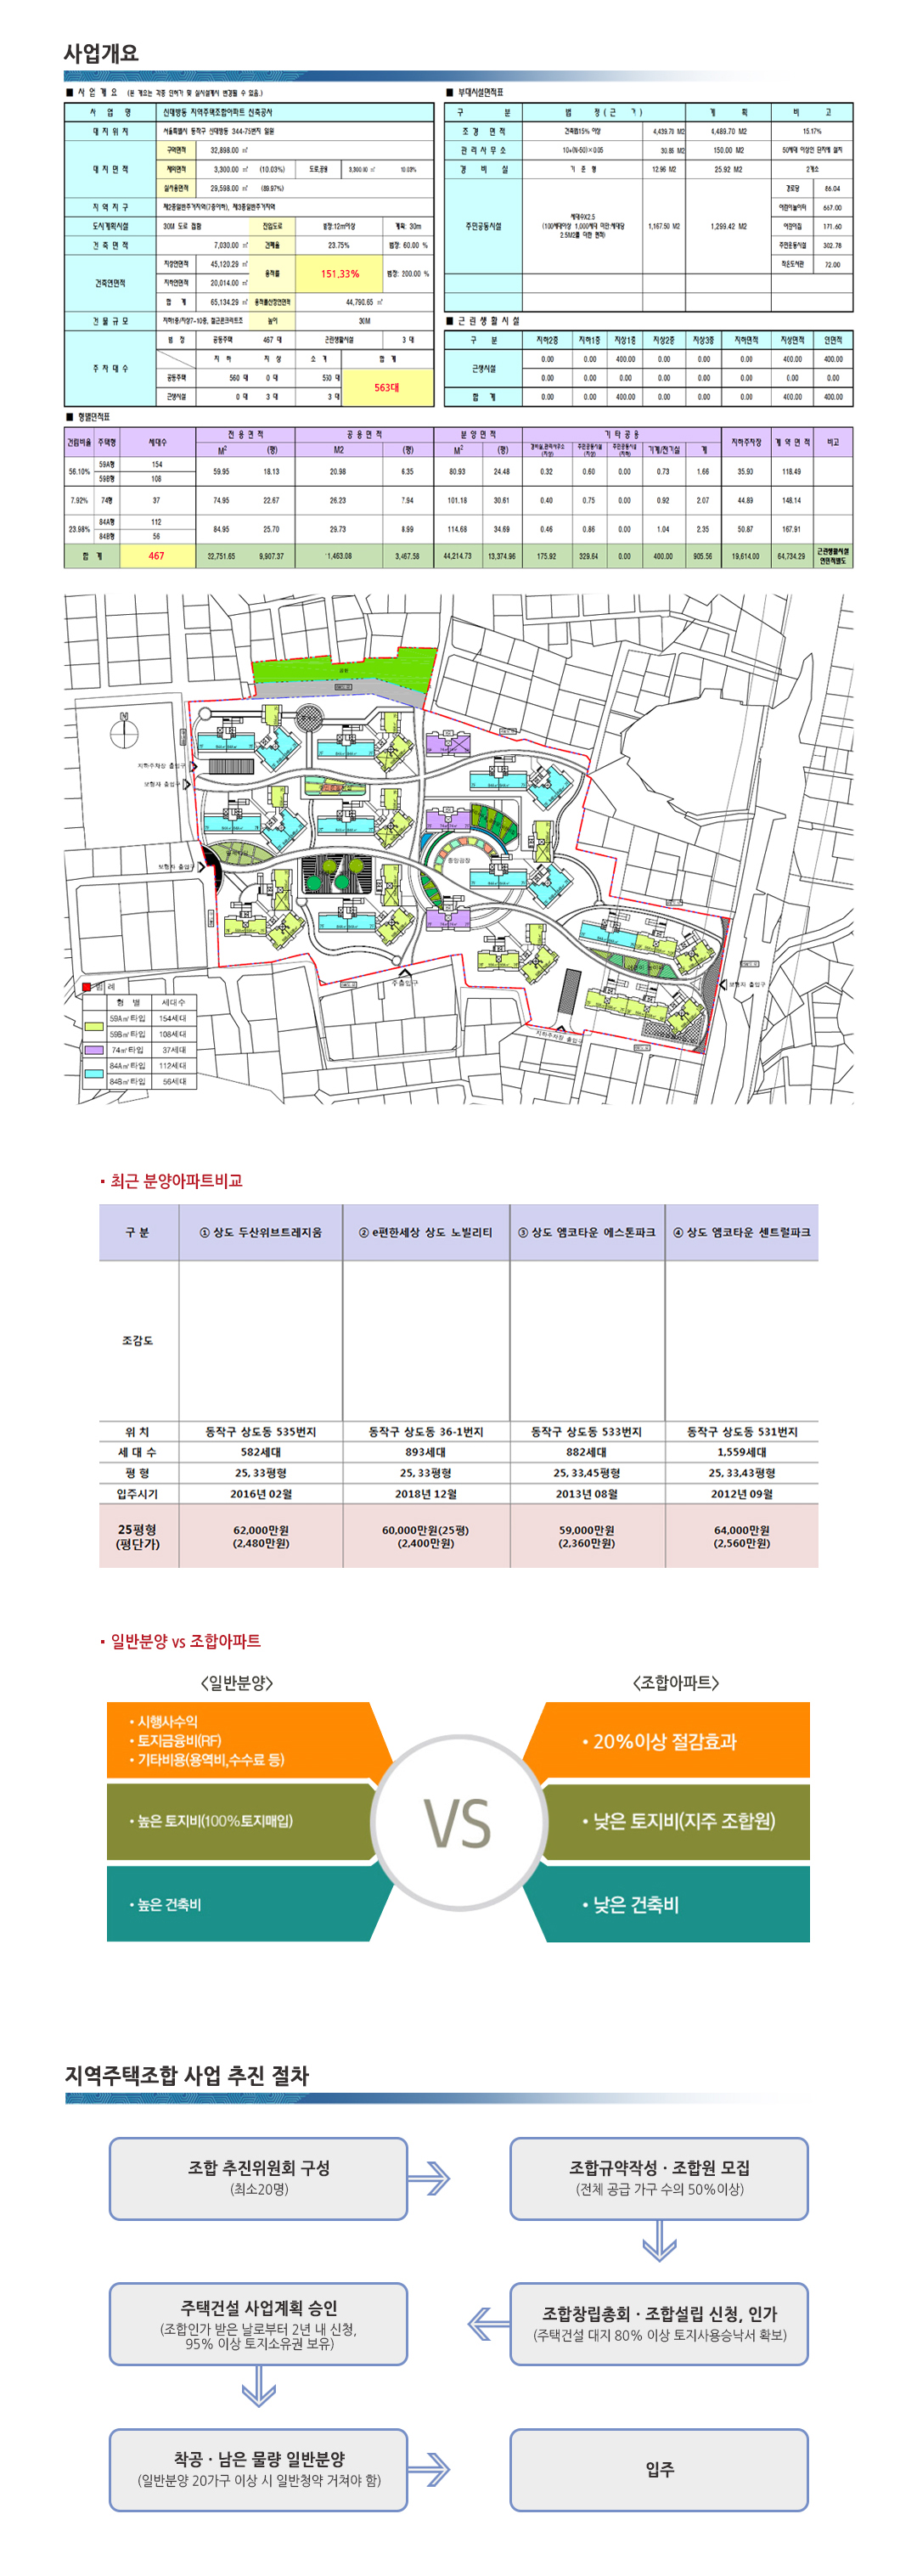 사업개요
■ 사 업 개 요 (본 개요는 각종 인허가 및 실시설계시 변경될 수 있음.)
사 업 명 신대방동 지역주택조합아파트 신축공사
대 지 위 치 서울특별시 동작구 신대방동 344-75번지 일원
대 지 면 적 구역면적 32,898.00 ㎡
제외면적 3,300.00 ㎡ (10.03%) 도로,공원 3,300.00 ㎡ 10.03%
실사용면적 29,598.00 ㎡ (89.97%)
지 역 지 구 제2종일반주거지역(7층이하), 제3종일반주거지역
도시계획시설 30M 도로 접함 진입도로 법정:12m이상 계획: 30m
건 축 면 적 7,030.00 ㎡ 건폐율 23.75% 법정: 60.00 %
건축연면적 지상연면적 45,120.29 ㎡ 용적률 151.33% 법정: 200.00 %
지하연면적 20,014.00 ㎡
합 계 65,134.29 ㎡ 용적률산정연면적 44,790.65 ㎡
건 물 규 모 지하1층/지상7~10층, 철근콘크리트조 높이 30M
주 차 대 수 법 정 공동주택 467 대 근린생활시설 3 대
지 하 지 상 소 계 합 계
공동주택 560 대 0 대 560 대 563대
근생시설 0 대 3 대 3 대
■ 부대시설면적표
구 분 법 정 ( 근 거 ) 계 획 비 고
조 경 면 적 건축법15% 이상 4,439.70 M2 4,489.70 M2 15.17%
관 리 사 무 소 10+(N-50)×0.05 30.85 M2 150.00 M2 50세대 이상인 단지에 설치
경 비 실 기 준 평 12.96 M2 25.92 M2 2개소
주민공동시설 세대수X2.5 1,167.50 M2 1,299.42 M2
(100세대이상 1,000세대 미만:세대당
2.5M2를 더한 면적)
경로당 86.04
어린이놀이터 667.00
어린이집 171.60
주민운동시설 302.78
작은도서관 72.00
■ 근 린 생 활 시 설
구 분 지하2층 지하1층 지상1층 지상2층 지상3층 지하면적 지상면적 연면적
근생시설 0.00 0.00 400.00 0.00 0.00 0.00 400.00 400.00
0.00 0.00 0.00 0.00 0.00 0.00 0.00 0.00
합 계 0.00 0.00 400.00 0.00 0.00 0.00 400.00 400.00
■ 형별면적표
건립비율 주택형 세대수 전 용 면 적 공 용 면 적 분 양 면 적 기 타 공 용 지하주차장 계 약 면 적 비고
M² (평) M2 (평) M² (평) 경비실,관리사무소(지상) 주민공동시설(지상) 주민공동시설(지하) 기계/전기실 계
56.10% 59A형 154 59.95 18.13 20.98 6.35 80.93 24.48 0.32 0.60 0.00 0.73 1.66 35.90 118.49
59B형 108
7.92% 74형 37 74.95 22.67 26.23 7.94 101.18 30.61 0.40 0.75 0.00 0.92 2.07 44.89 148.14
23.98% 84A형 112 84.95 25.70 29.73 8.99 114.68 34.69 0.46 0.86 0.00 1.04 2.35 50.87 167.91
84B형 56
합 계 467 22,751.65 9,907.37 11,463.08 3,467.58 44,214.73 13,374.96 175.92 329.64 0.00 400.00 905.56 19,614.00 64,734.29 근린생활시설 연면적별도
지하주차장 출입구
보행자 출입구
보행자 출입구
중앙광장
주출입구
보행자 출입구
지하주차장 출입구
범 례
형 별 세대수
59A㎡타입 154세대
59B㎡타입 108세대
74㎡타입 37세대
84A㎡타입 112세대
84B㎡타입 56세대
▪ 최근 분양아파트비교
구 분 ① 상도 두산위브트레지움 ② e편한세상 상도 노빌리티 ③ 상도 엠코타운 에스톤파크 ④ 상도 엠코타운 센트럴파크
조감도
위 치 동작구 상도동 535번지 동작구 상도동 36-1번지 동작구 상도동 533번지 동작구 상도동 531번지
세 대 수 582세대 893세대 882세대 1,559세대
평 형 25, 33평형 25, 33평형 25, 33,45평형 25, 33,43평형
입주시기 2016년 02월 2018년 12월 2013년 08월 2012년 09월
25평형 62,000만원 60,000만원(25평) 59,000만원 64,000만원
(평단가) (2,480만원) (2,400만원) (2,360만원) (2,560만원)
▪ 일반분양 vs 조합아파트
<일반분양>
<조합아파트>
• 시행사수익
• 토지금융비(RF)
• 기타비용(용역비,수수료 등)
• 높은 토지비(100%토지매입)
• 높은 건축비
VS
• 20%이상 절감효과
• 낮은 토지비(지주 조합원)
• 낮은 건축비
지역주택조합 사업 추진 절차
조합 추진위원회 구성
(최소20명)
조합규약작성 · 조합원 모집
(전체 공급 가구 수의 50%이상)
주택건설 사업계획 승인
(조합인가 받은 날로부터 2년 내 신청,
95% 이상 토지소유권 보유)
조합창립총회 · 조합설립 신청, 인가
(주택건설 대지 80% 이상 토지사용승낙서 확보)
착공 · 남은 물량 일반분양
(일반분양 20가구 이상 시 일반청약 거쳐야 함)
입주